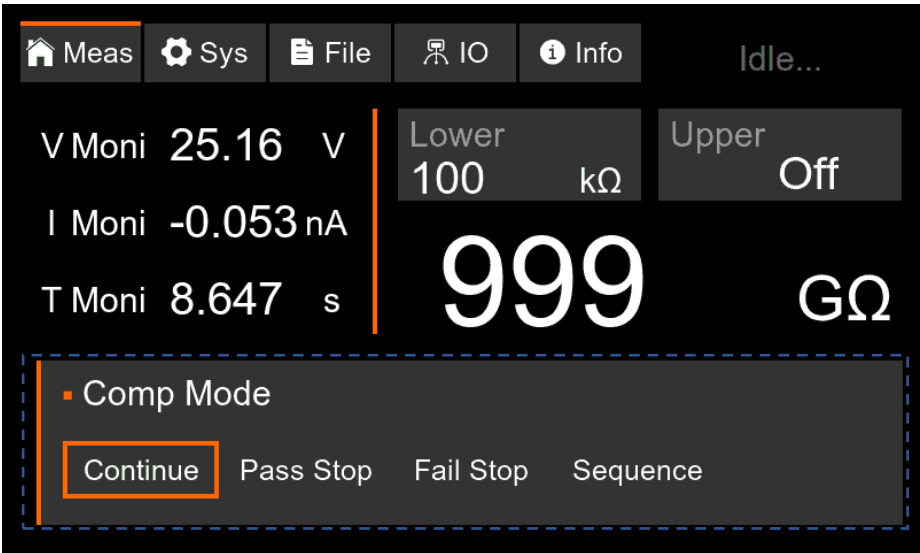 Meas Sys File IO Info Idle...
V Moni 25.16 V
I Moni -0.053 nA
T Moni 8.647 s
Lower
100 kΩ
Upper
Off
999 GΩ
Comp Mode
Continue Pass Stop Fail Stop Sequence